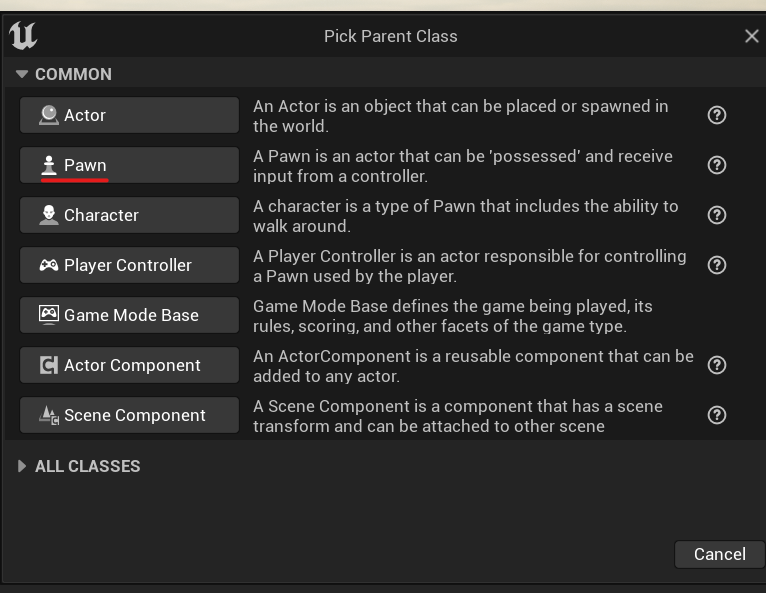 Pick Parent Class
COMMON
Actor
An Actor is an object that can be placed or spawned in
the world.
Pawn
A Pawn is an actor that can be 'possessed' and receive
input from a controller.
Character
A character is a type of Pawn that includes the ability to
walk around.
Player Controller
A Player Controller is an actor responsible for controlling
a Pawn used by the player.
Game Mode Base
Game Mode Base defines the game being played, its
rules, scoring, and other facets of the game type.
Actor Component
An ActorComponent is a reusable component that can be
added to any actor.
Scene Component
A Scene Component is a component that has a scene
transform and can be attached to other scene
ALL CLASSES
Cancel